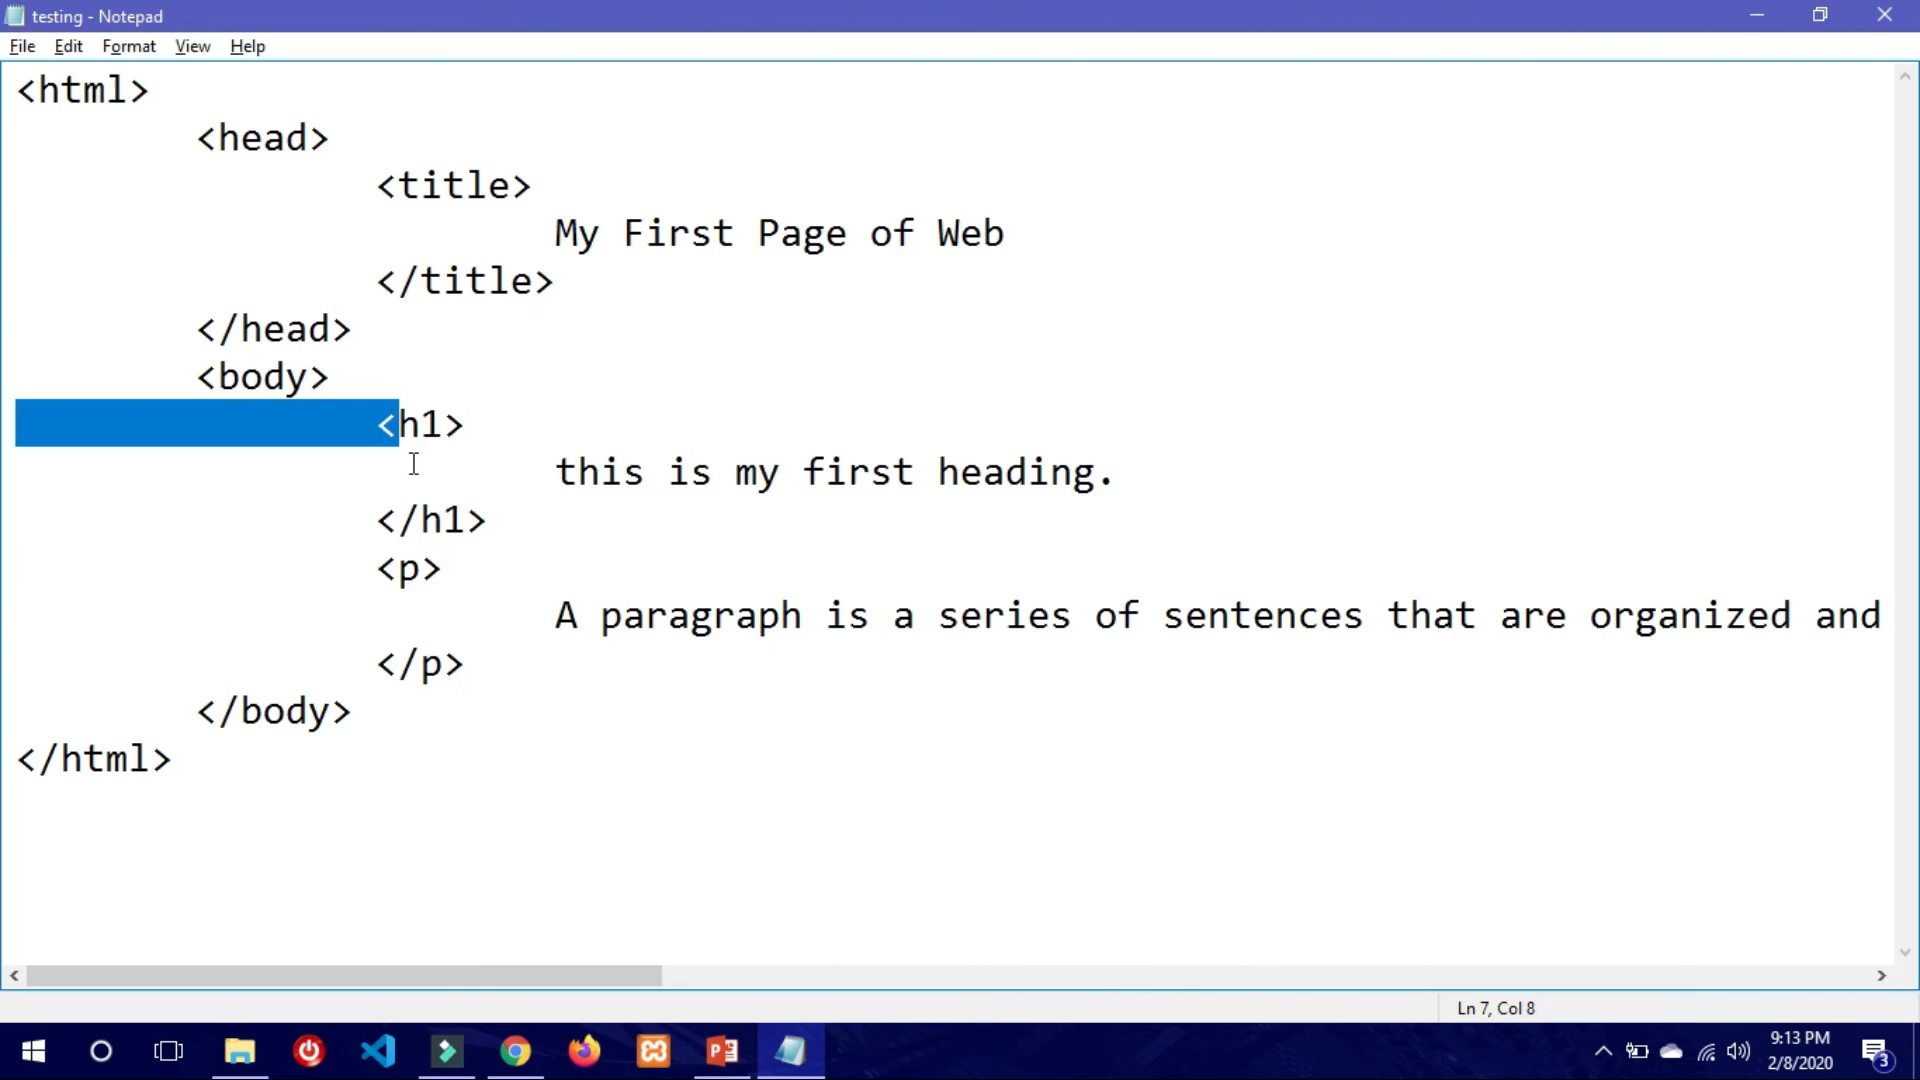 testing - Notepad
File Edit Format View Help
<html>
<head>
<title>
My First Page of Web
</title>
</head>
<body>
<h1>
this is my first heading.
</h1>
<p>
A paragraph is a series of sentences that are organized and
</p>
</body>
</html>
Ln 7, Col 8
9:13 PM
2/8/2020
3